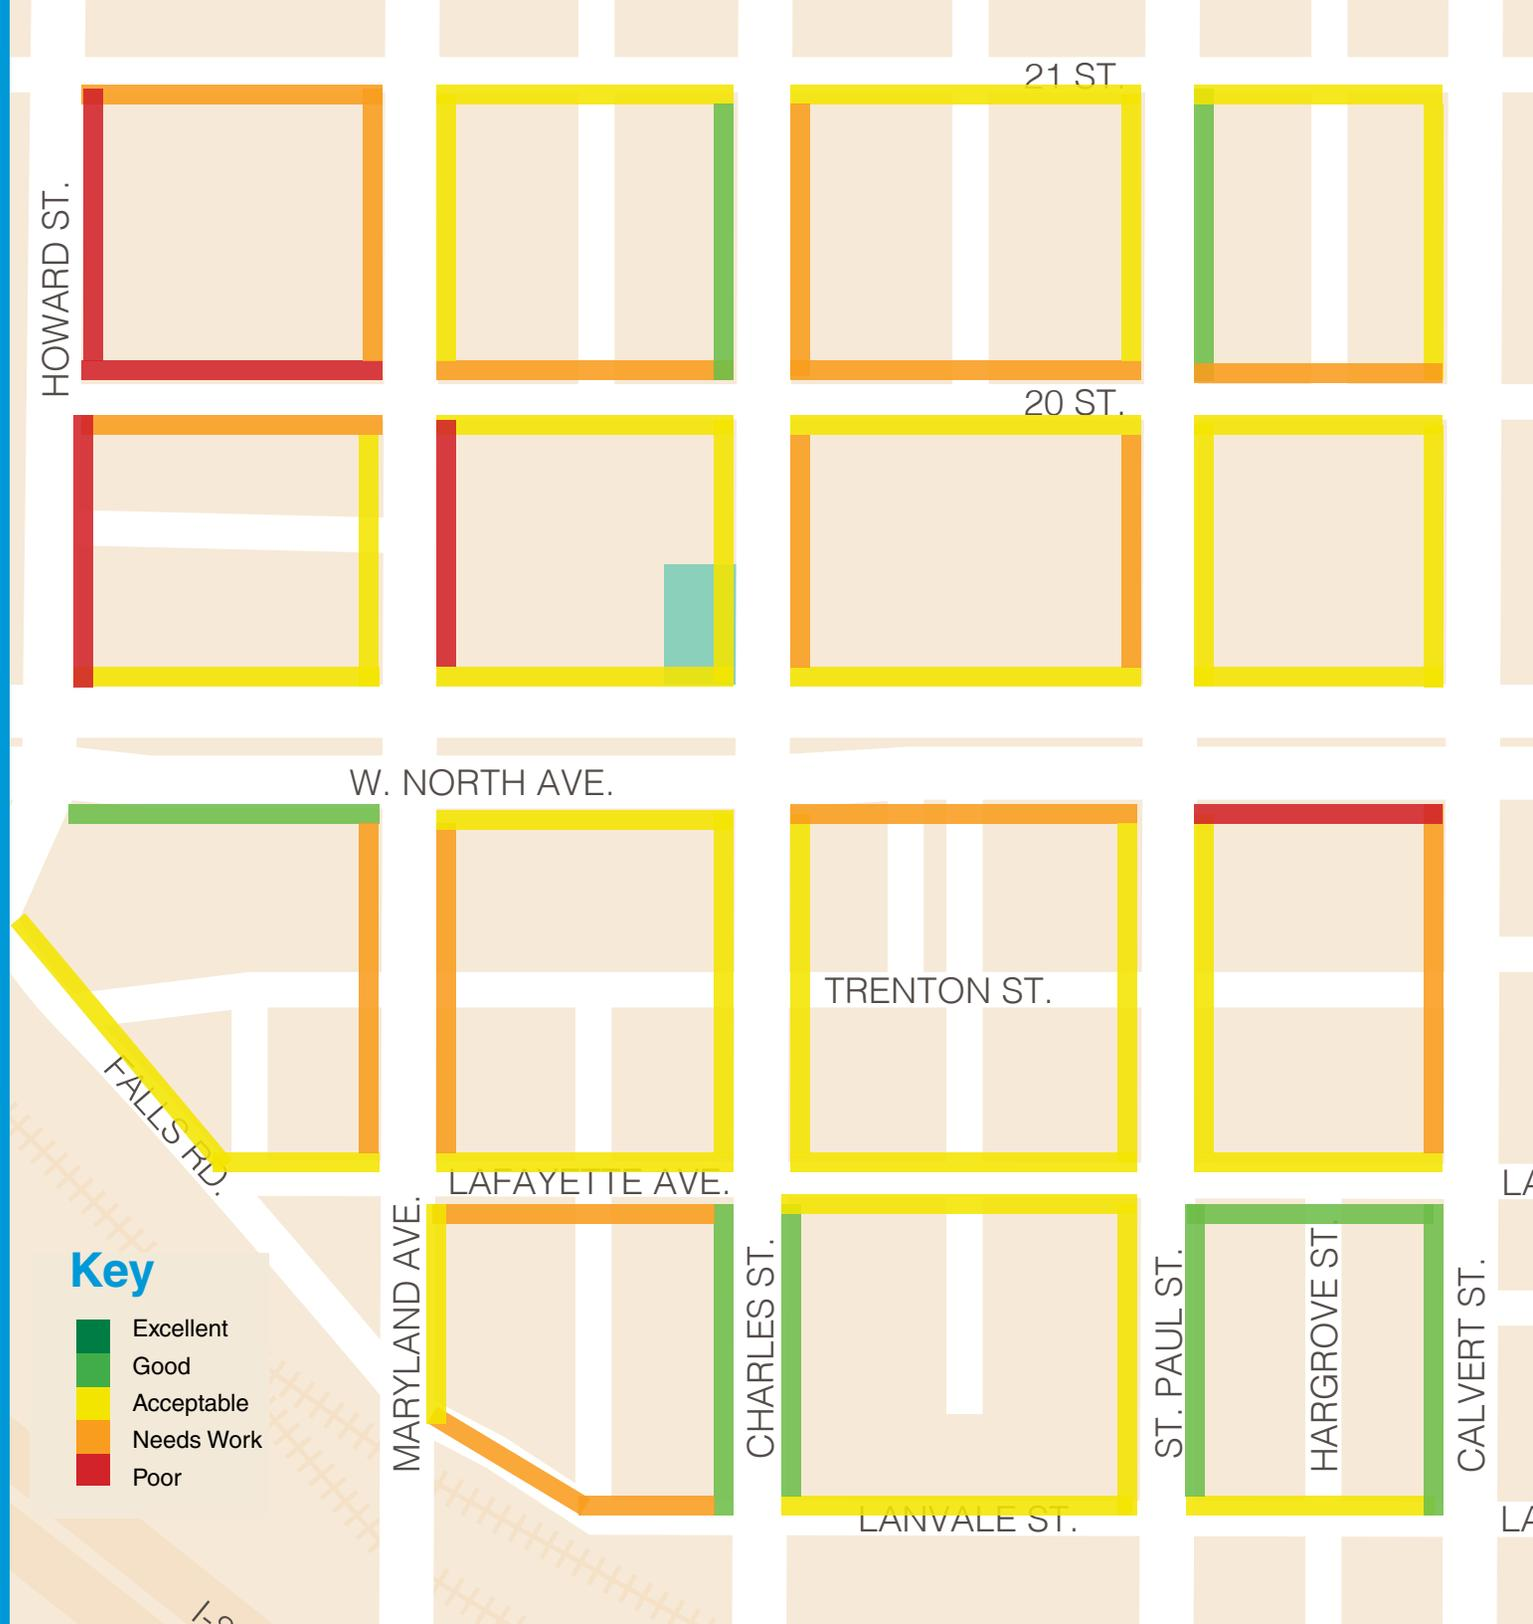 21 ST.
HOWARD ST.
20 ST.
W. NORTH AVE.
TRENTON ST.
FALLS RD.
LAFAYETTE AVE.
LA
MARYLAND AVE.
CHARLES ST.
ST. PAUL ST.
HARGROVE ST.
CALVERT ST.
Key
Excellent
Good
Acceptable
Needs Work
Poor
LANVALE ST.
LA